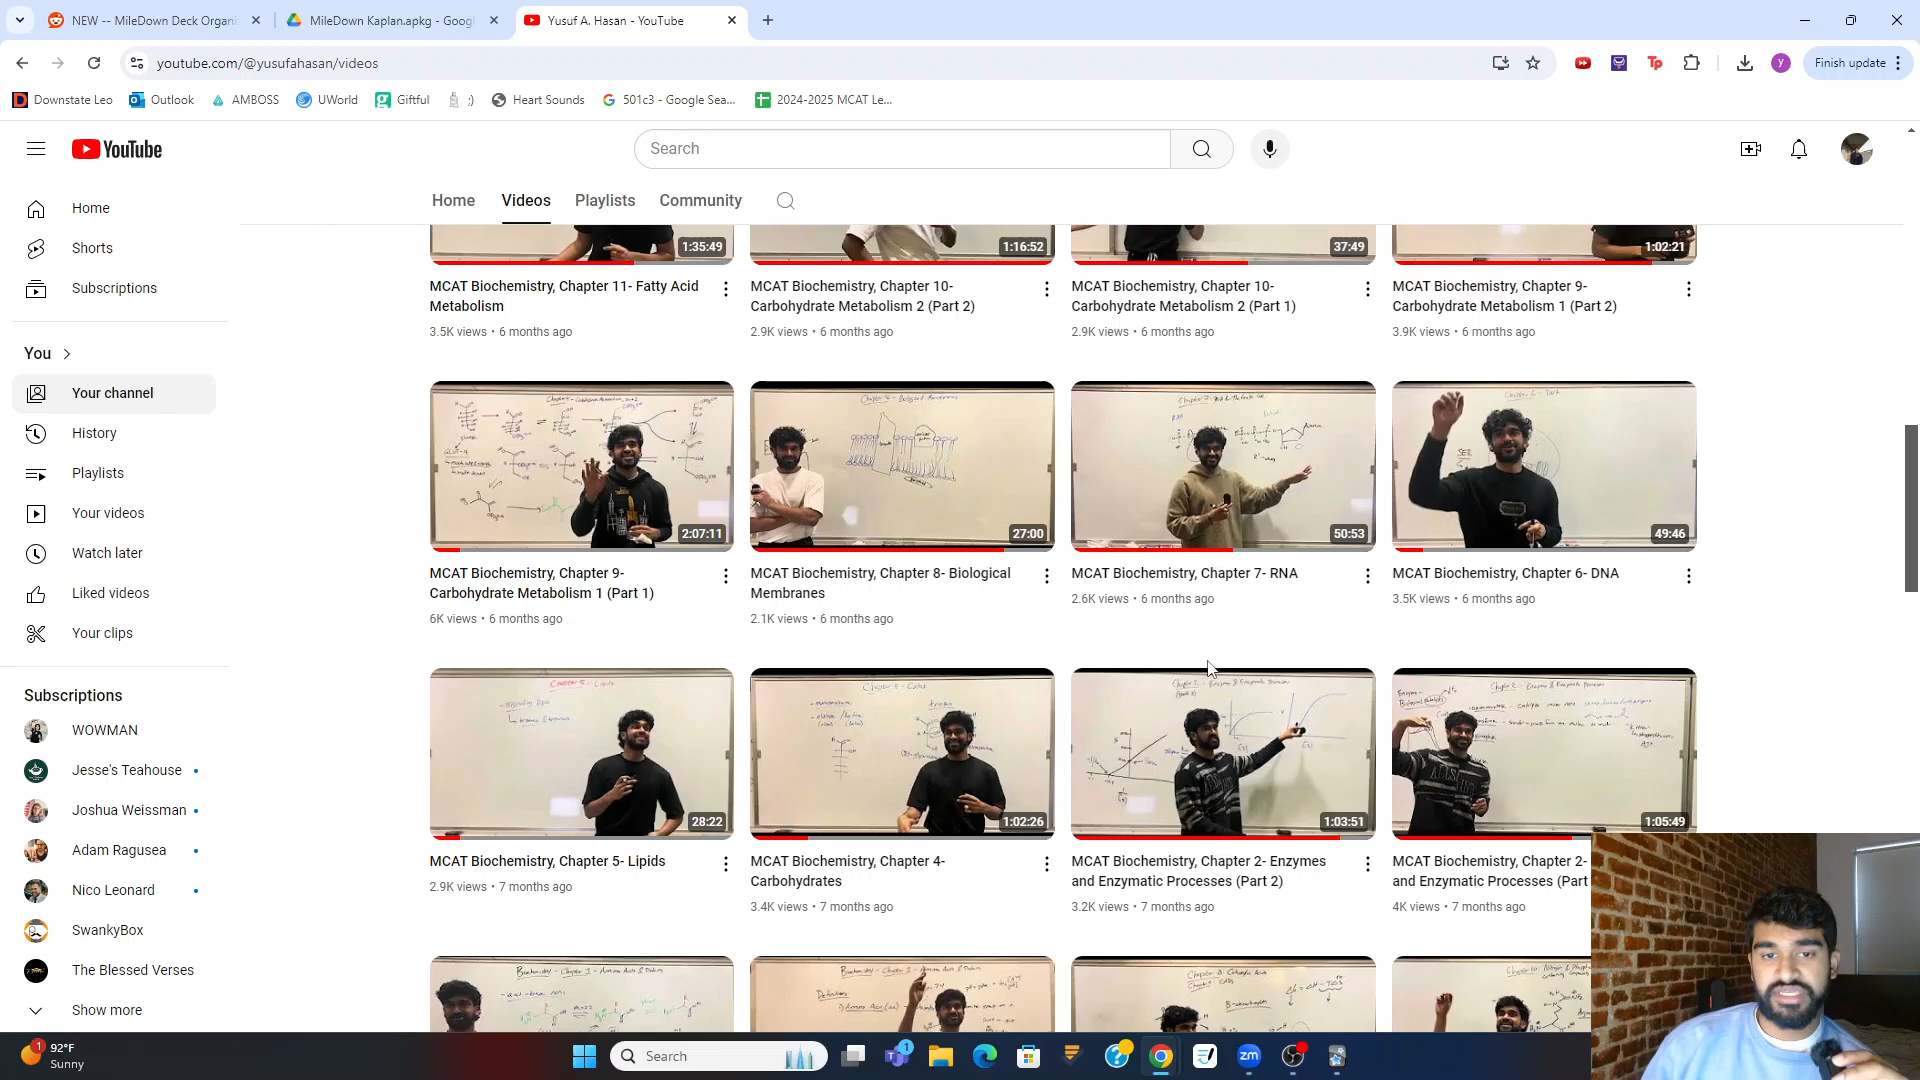 NEW -- MileDown Deck Organi
MileDown Kaplan.apkg - Goog
Yusuf A. Hasan - YouTube
youtube.com/@yusufahasan/videos
Finish update
Downstate Leo
Outlook
AMBOSS
UWorld
Giftful
;)
Heart Sounds
501c3 - Google Sea...
2024-2025 MCAT Le...
YouTube
Search
Home
Videos
Playlists
Community
Home
Shorts
Subscriptions
You
Your channel
History
Playlists
Your videos
Watch later
Liked videos
Your clips
Subscriptions
WOWMAN
Jesse's Teahouse
Joshua Weissman
Adam Ragusea
Nico Leonard
SwankyBox
The Blessed Verses
Show more
1:35:49
1:16:52
37:49
1:02:21
MCAT Biochemistry, Chapter 11- Fatty Acid
Metabolism
3.5K views • 6 months ago
MCAT Biochemistry, Chapter 10-
Carbohydrate Metabolism 2 (Part 2)
2.9K views • 6 months ago
MCAT Biochemistry, Chapter 10-
Carbohydrate Metabolism 2 (Part 1)
2.9K views • 6 months ago
MCAT Biochemistry, Chapter 9-
Carbohydrate Metabolism 1 (Part 2)
3.9K views • 6 months ago
2:07:11
27:00
50:53
49:46
MCAT Biochemistry, Chapter 9-
Carbohydrate Metabolism 1 (Part 1)
6K views • 6 months ago
MCAT Biochemistry, Chapter 8- Biological
Membranes
2.1K views • 6 months ago
MCAT Biochemistry, Chapter 7- RNA
2.6K views • 6 months ago
MCAT Biochemistry, Chapter 6- DNA
3.5K views • 6 months ago
Chapter 5 - Lipids
28:22
1:02:26
1:03:51
1:05:49
MCAT Biochemistry, Chapter 5- Lipids
2.9K views • 7 months ago
MCAT Biochemistry, Chapter 4-
Carbohydrates
3.4K views • 7 months ago
MCAT Biochemistry, Chapter 2- Enzymes
and Enzymatic Processes (Part 2)
3.2K views • 7 months ago
MCAT Biochemistry, Chapter 2-
and Enzymatic Processes (Part
4K views • 7 months ago
1
92°F
Sunny
Search
1
zm